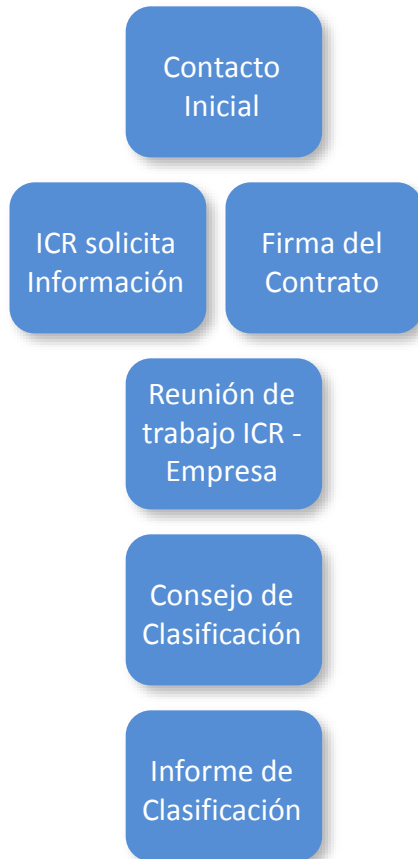 Contacto
Inicial
ICR solicita
Información
Firma del
Contrato
Reunión de
trabajo ICR -
Empresa
Consejo de
Clasificación
Informe de
Clasificación